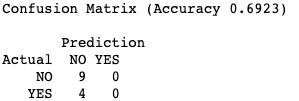 Confusion Matrix (Accuracy 0.6923)
Prediction
Actual NO YES
NO 9 0
YES 4 0